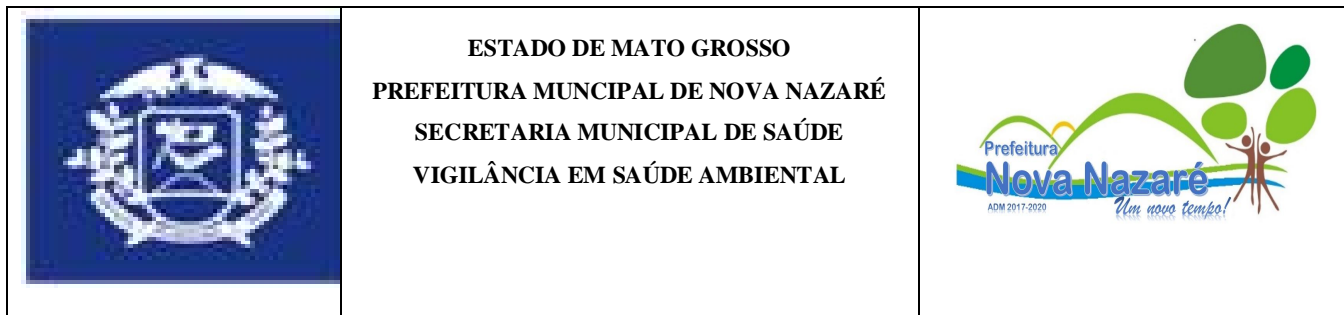 ESTADO DE MATO GROSSO
PREFEITURA MUNCIPAL DE NOVA NAZARÉ
SECRETARIA MUNICIPAL DE SAÚDE
VIGILÂNCIA EM SAÚDE AMBIENTAL
Prefeitura
Nova Nazaré
ADM 2017-2020
Um novo tempo!